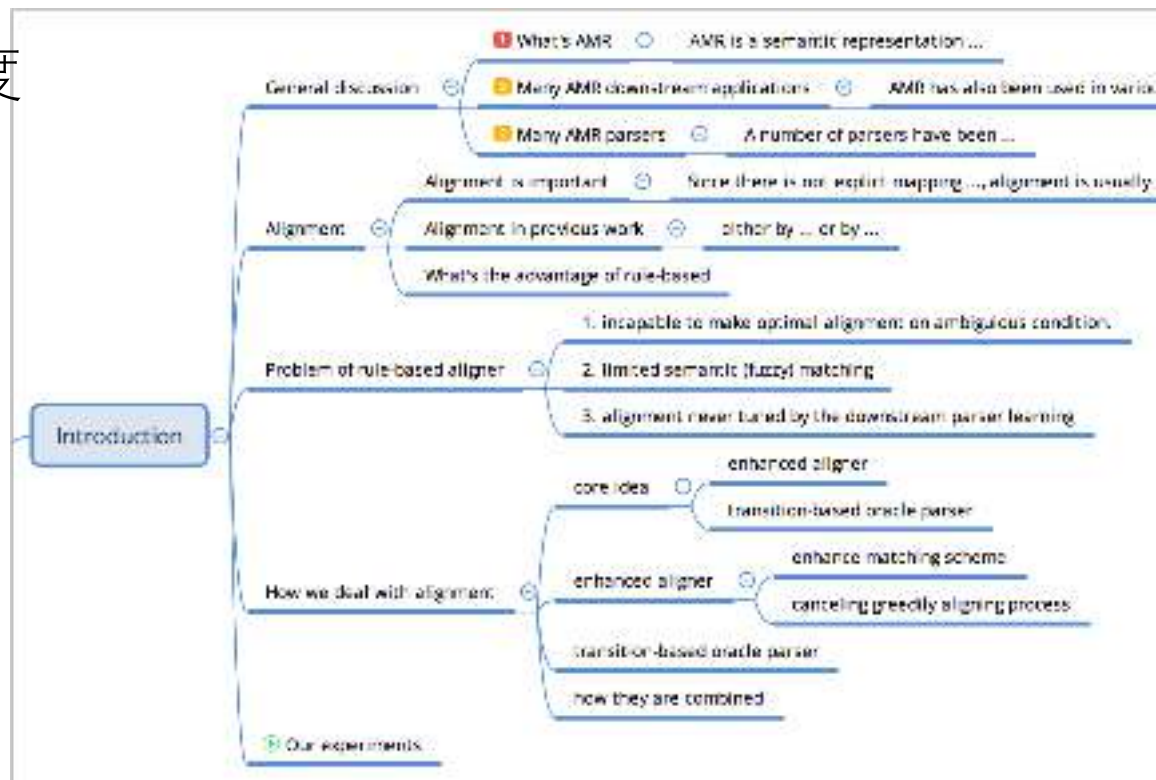 度
What's AMR
AMR is a semantic representation ...
General discussion
Many AMR downstream applications
AMR has also been used in variou
Many AMR parsers
A number of parsers have been ...
Alignment is important
Since there is not explict mapping ..., alignment is usually
Alignment
Alignment in previous work
either by ... or by ...
What's the advantage of rule-based
Problem of rule-based aligner
1. incapable to make optimal alignment on ambiguious condition.
2. limited semantic (fuzzy) matching
3. alignment never tuned by the downstream parser learning
Introduction
How we deal with alignment
core idea
enhanced aligner
transition-based oracle parser
enhanced aligner
enhance matching scheme
canceling greedily aligning process
transition-based oracle parser
how they are combined
Our experiments